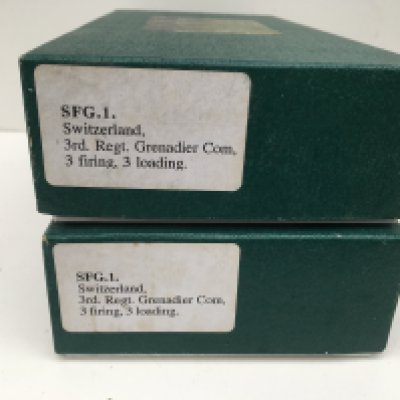 SFG.1.
Switzerland,
3rd. Regt. Grenadier Com,
3 firing, 3 loading.
SFG.1.
Switzerland,
3rd. Regt. Grenadier Com,
3 firing, 3 loading.